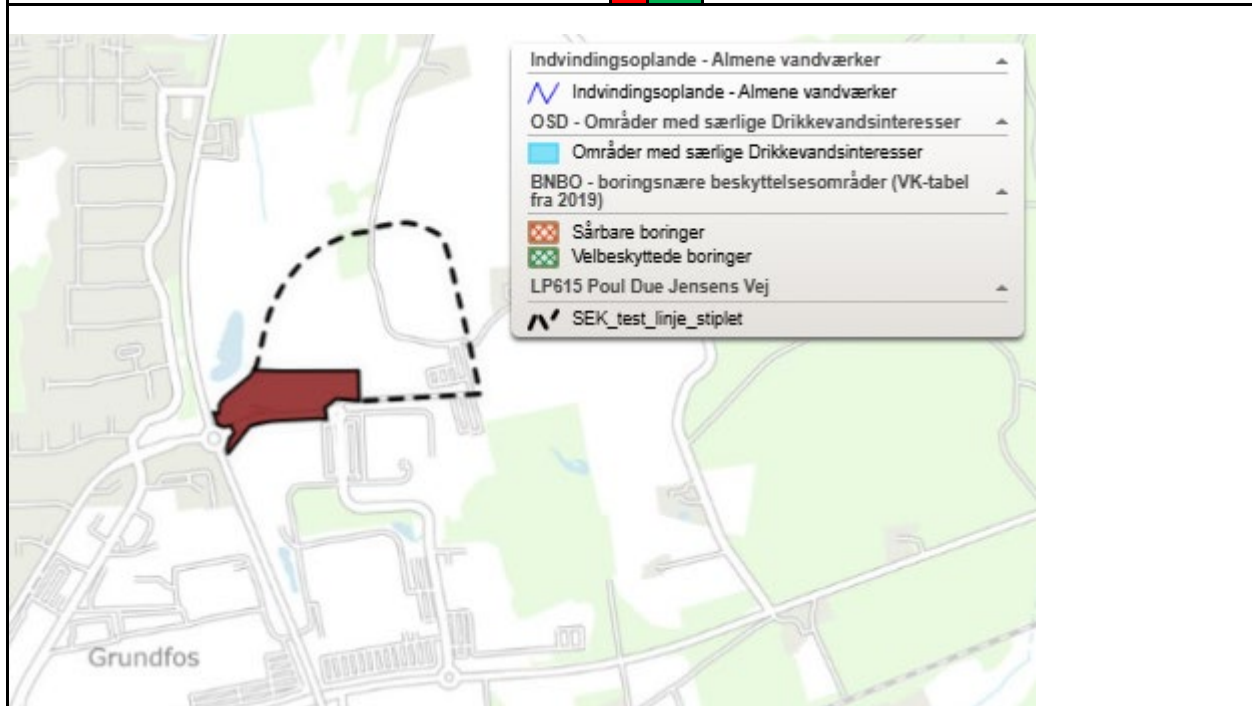 Indvindingsoplande - Almene vandværker
Indvindingsoplande - Almene vandværker
OSD - Områder med særlige Drikkevandsinteresser
Områder med særlige Drikkevandsinteresser
BNBO - boringsnære beskyttelsesområder (VK-tabel
fra 2019)
Sårbare boringer
Velbeskyttede boringer
LP615 Poul Due Jensens Vej
SEK_test_linje_stiplet
Grundfos